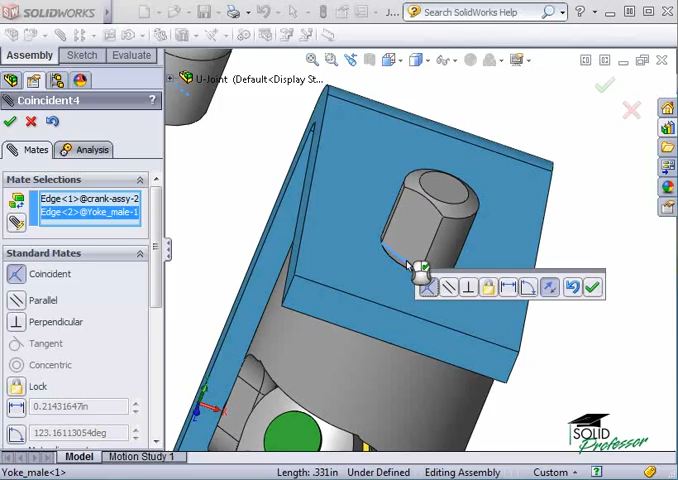 SOLIDWORKS
J...
Search SolidWorks Help
Assembly
Sketch
Evaluate
U-Joint (Default<Display St...
Coincident4
?
Mates
Analysis
Mate Selections
Edge<1>@crank-assy-2
Edge<2>@Yoke_male-1
Standard Mates
Coincident
Parallel
Perpendicular
Tangent
Concentric
Lock
0.21431647in
123.16113054deg
SOLID
Professor
Model
Motion Study 1
Yoke_male<1>
Length: .331in
Under Defined
Editing Assembly
Custom
?